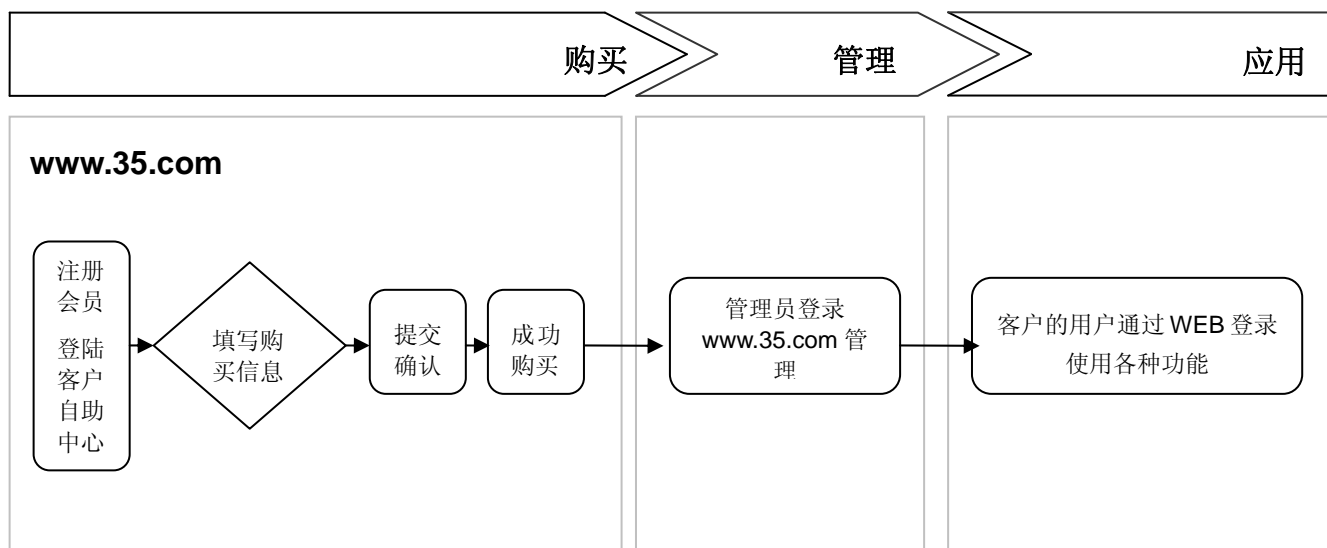 购买
管理
应用
www.35.com
注册
会员
登陆
客户
自助
中心
填写购
买信息
提交
确认
成功
购买
管理员登录
www.35.com 管
理
客户的用户通过 WEB 登录
使用各种功能